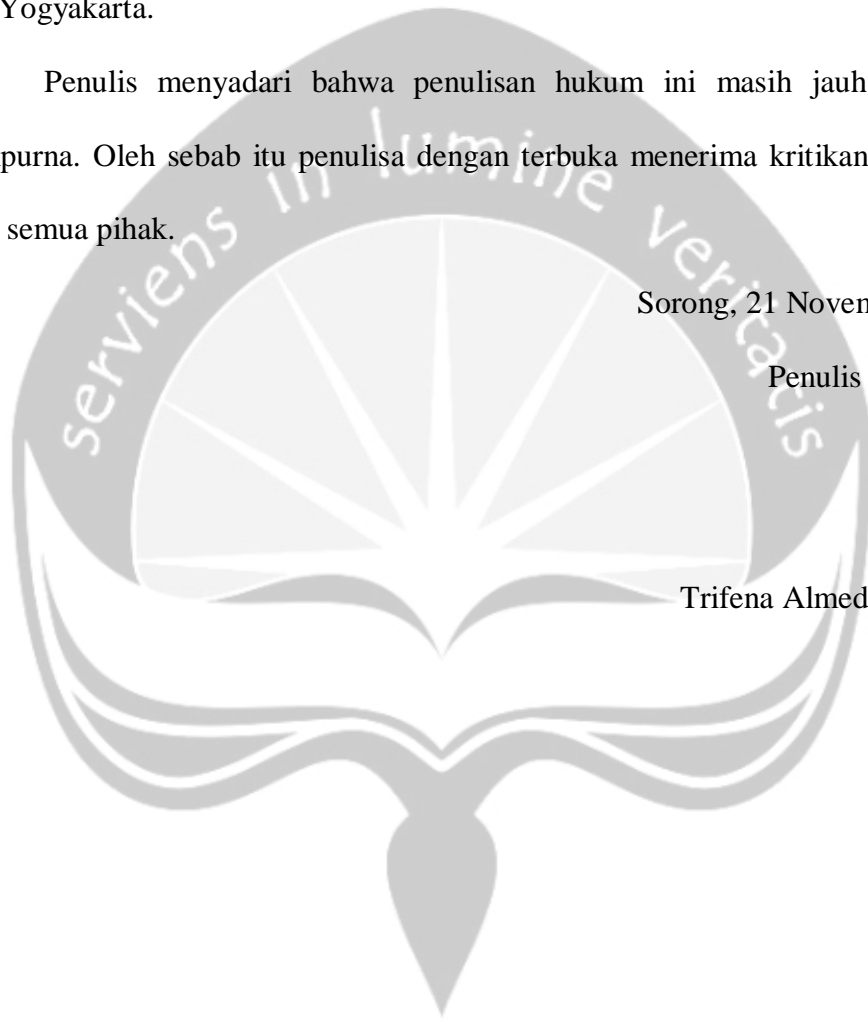 Yogyakarta.
Penulis menyadari bahwa penulisan hukum ini masih jauh
purna. Oleh sebab itu penulisa dengan terbuka menerima kritikan
semua pihak.
Sorong, 21 Noven
Penulis
Trifena Almed
serviens in lumine veritatis